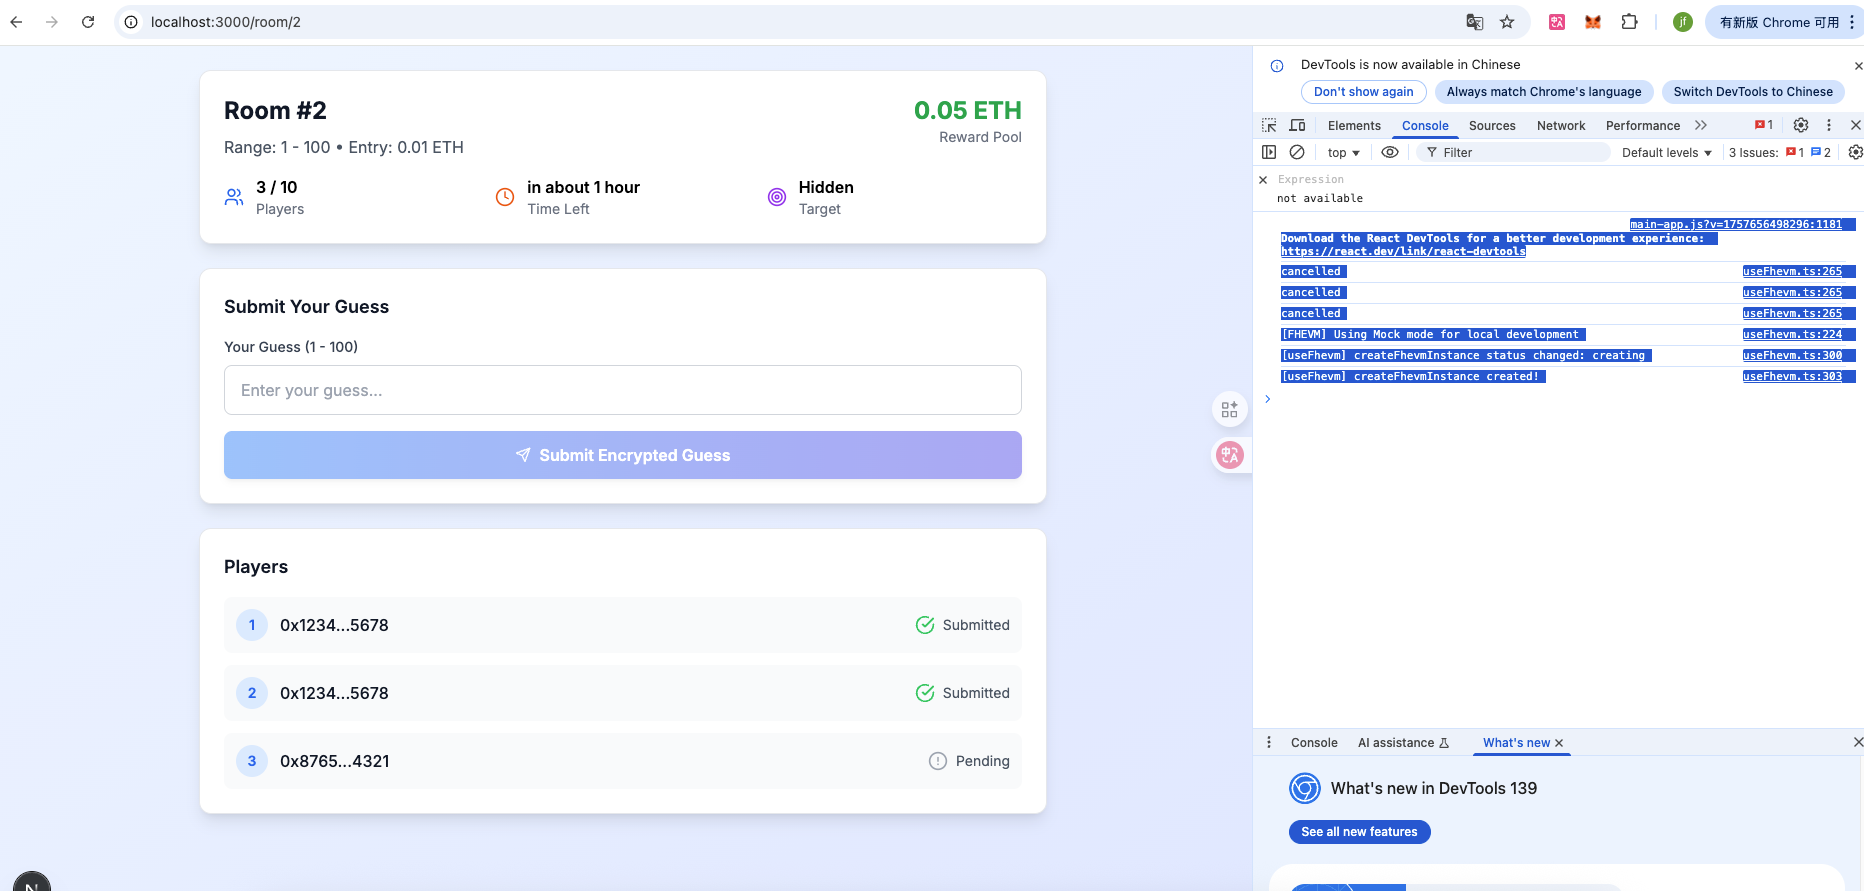 localhost:3000/room/2
jf
有新版 Chrome 可用
Room #2
0.05 ETH
Range: 1 - 100 • Entry: 0.01 ETH
Reward Pool
3 / 10
Players
in about 1 hour
Time Left
Hidden
Target
Submit Your Guess
Your Guess (1 - 100)
Enter your guess...
Submit Encrypted Guess
Players
1 0x1234...5678 Submitted
2 0x1234...5678 Submitted
3 0x8765...4321 Pending
N
中A
DevTools is now available in Chinese
Don't show again
Always match Chrome's language
Switch DevTools to Chinese
Elements Console Sources Network Performance 1
top Filter Default levels 3 Issues: 1 2
Expression
not available
main-app.js?v=1757656498296:1181
Download the React DevTools for a better development experience:
https://react.dev/link/react-devtools
cancelled useFhevm.ts:265
cancelled useFhevm.ts:265
cancelled useFhevm.ts:265
[FHEVM] Using Mock mode for local development useFhevm.ts:224
[useFhevm] createFhevmInstance status changed: creating useFhevm.ts:300
[useFhevm] createFhevmInstance created! useFhevm.ts:303
Console AI assistance What's new
What's new in DevTools 139
See all new features